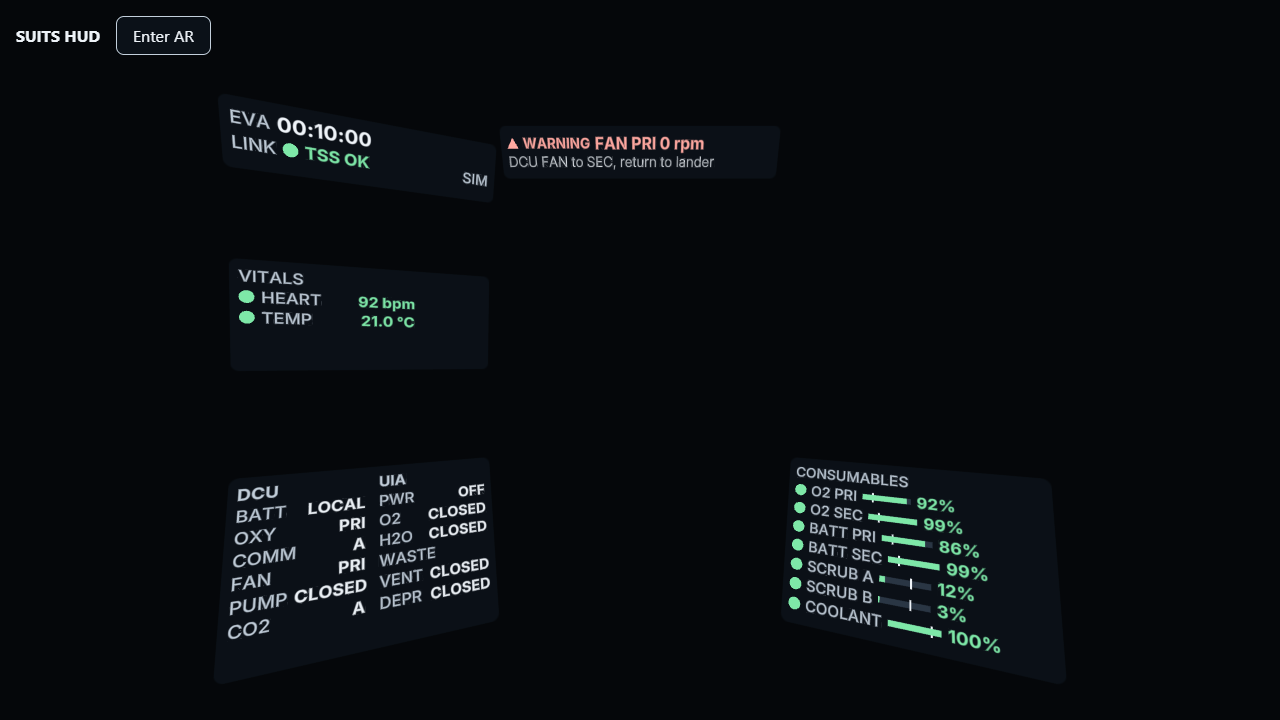 SUITS HUD Enter AR
EVA 00:10:00
LINK TSS OK
SIM
WARNING FAN PRI 0 rpm
DCU FAN to SEC, return to lander
VITALS
HEART 92 bpm
TEMP 21.0 °C
DCU
BATT LOCAL
OXY PRI
COMM A
FAN PRI
PUMP CLOSED
CO2 A
UIA
PWR OFF
O2 CLOSED
H2O CLOSED
WASTE
VENT CLOSED
DEPR CLOSED
CONSUMABLES
O2 PRI 92%
O2 SEC 99%
BATT PRI 86%
BATT SEC 99%
SCRUB A 12%
SCRUB B 3%
COOLANT 100%